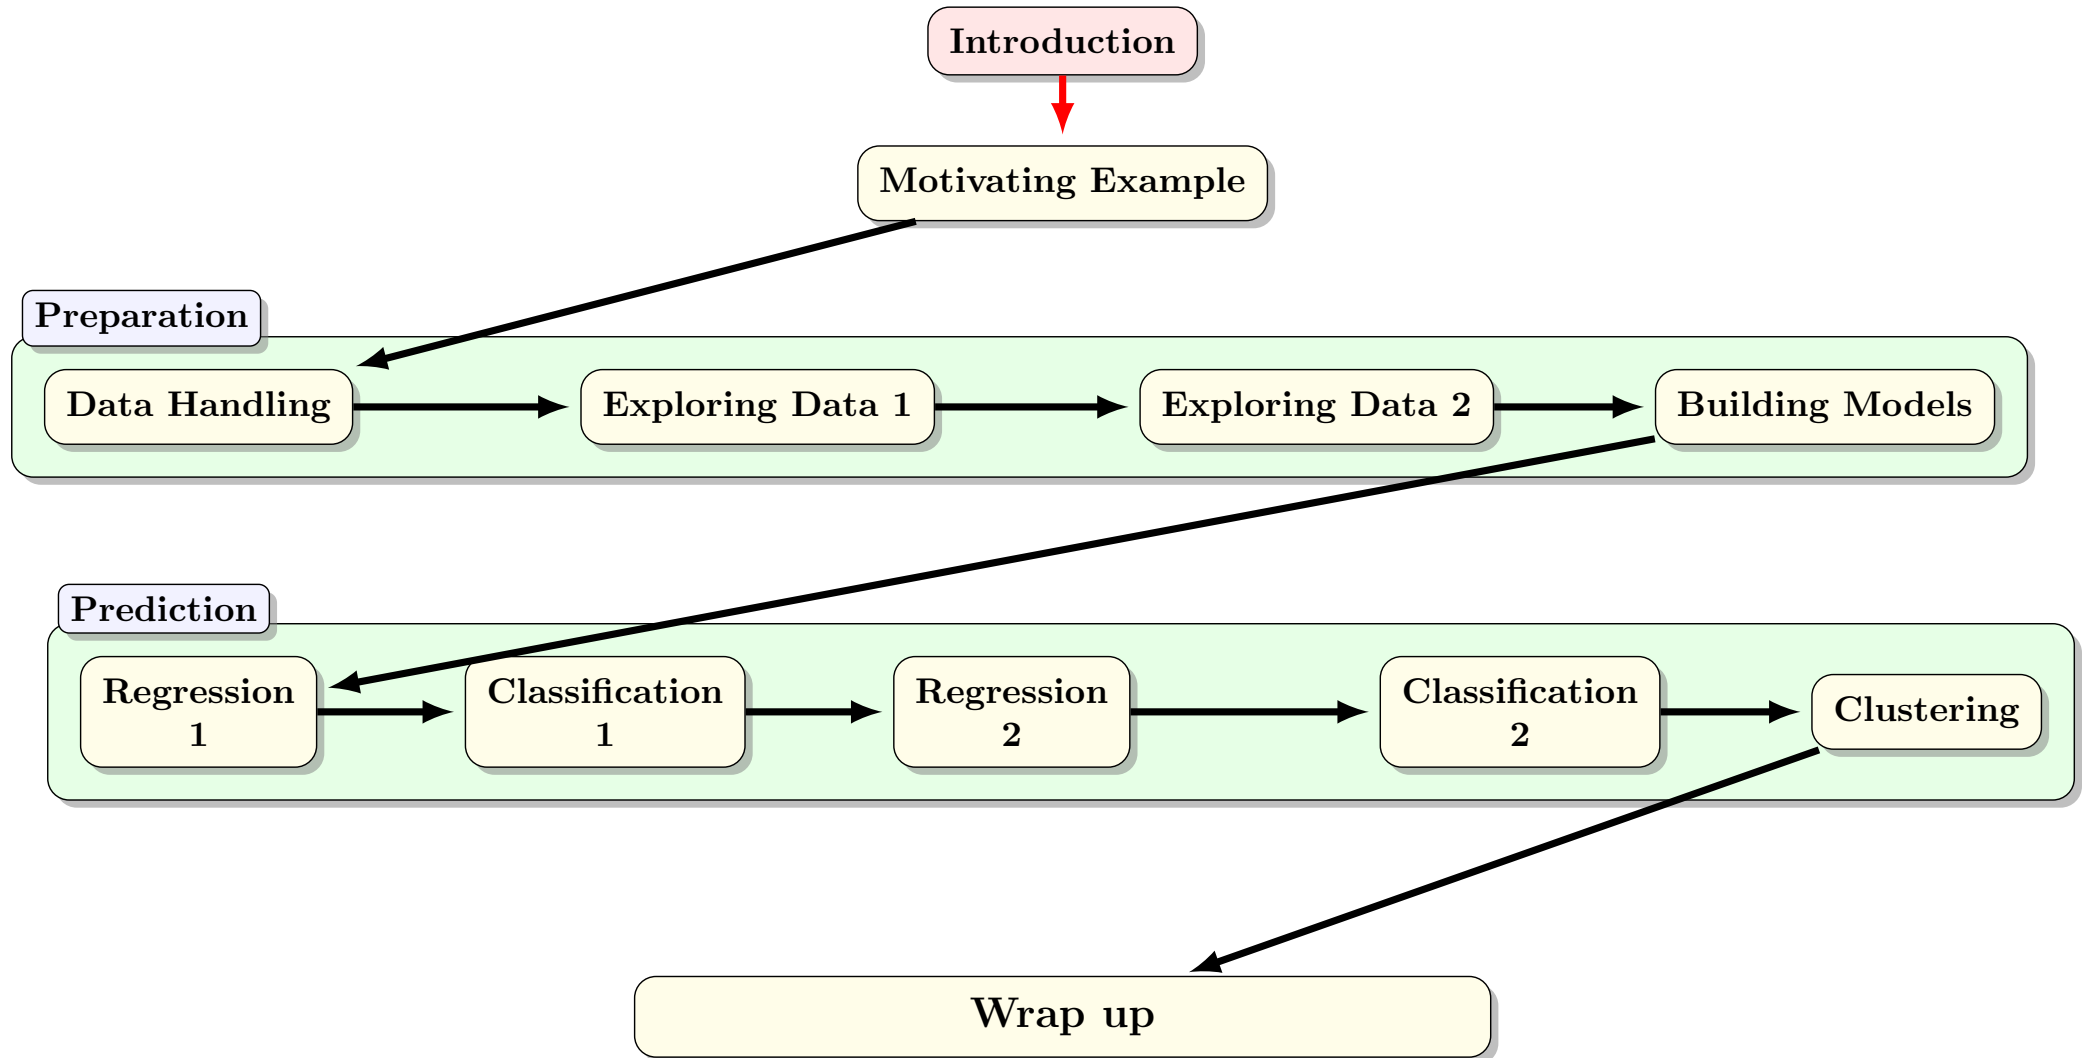 Introduction
Motivating Example
Preparation
Data Handling
Exploring Data 1
Exploring Data 2
Building Models
Prediction
Regression
1
Classification
1
Regression
2
Classification
2
Clustering
Wrap up